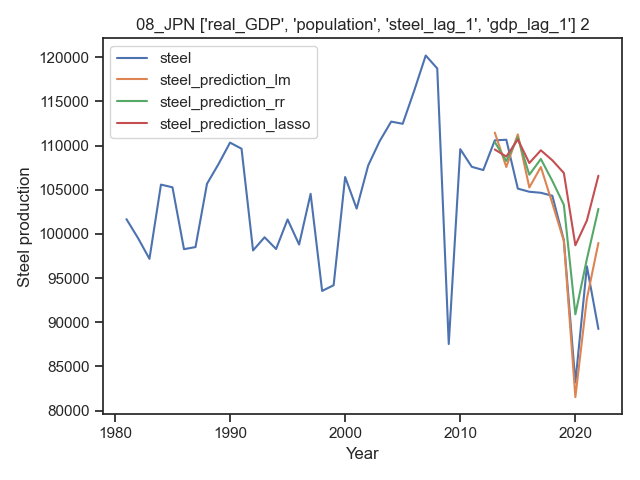 08_JPN ['real_GDP', 'population', 'steel_lag_1', 'gdp_lag_1'] 2
steel
steel_prediction_lm
steel_prediction_rr
steel_prediction_lasso
Steel production
120000
115000
110000
105000
100000
95000
90000
85000
80000
1980
1990
2000
2010
2020
Year